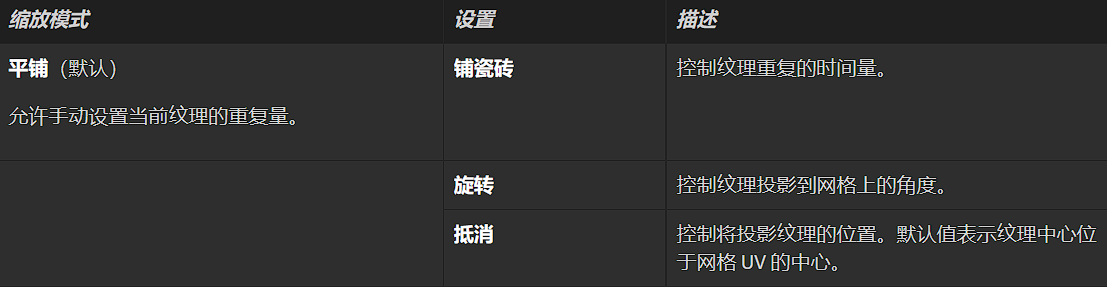 缩放模式 设置 描述
平铺（默认） 铺瓷砖 控制纹理重复的时间量。
允许手动设置当前纹理的重复量。
旋转 控制纹理投影到网格上的角度。
抵消 控制将投影纹理的位置。默认值表示纹理中心位
于网格 UV 的中心。